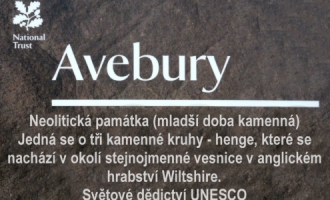 National
Trust
Avebury
Neolitická památka (mladší doba kamenná)
Jedná se o tři kamenné kruhy - henge, které se
nachází v okolí stejnojmenné vesnice v anglickém
hrabství Wiltshire.
Světové dědictví UNESCO